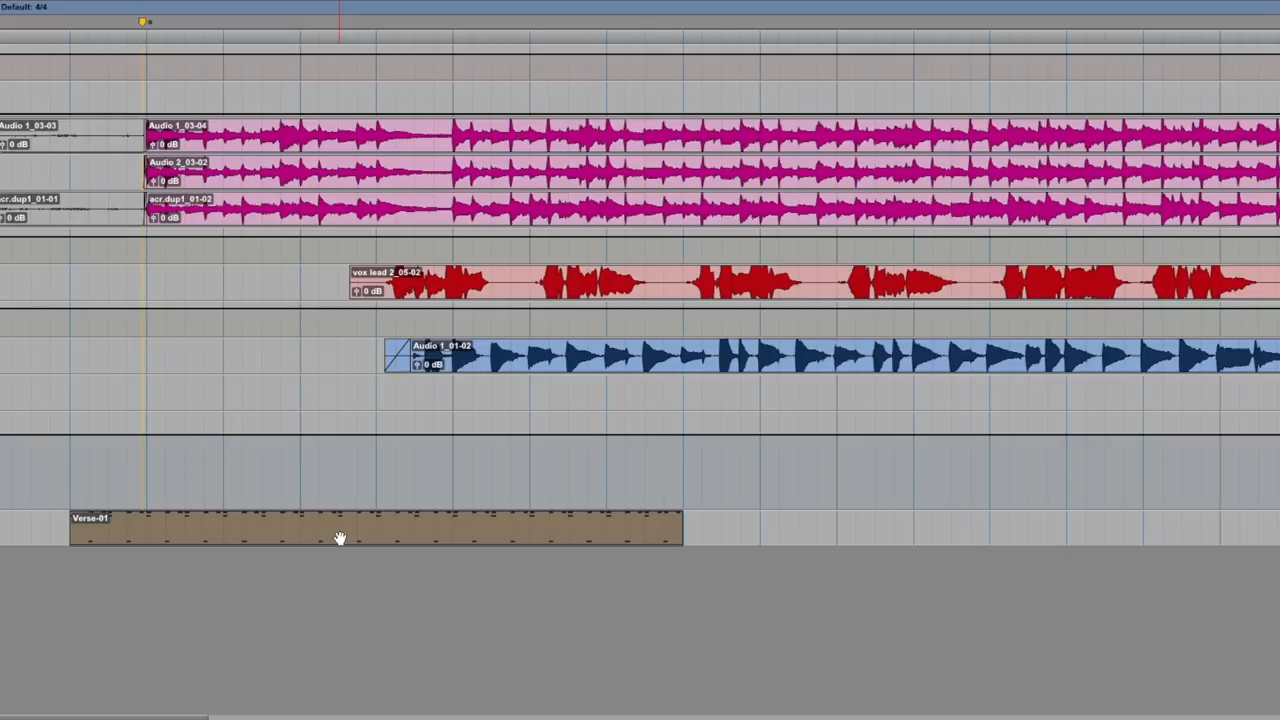 Default: 4/4
s
Audio 1_03-03
0 dB
Audio 1_03-04
0 dB
Audio 2_03-02
0 dB
acr.dup1_01-01
0 dB
acr.dup1_01-02
0 dB
vox lead 2_05-02
0 dB
Audio 1_01-02
0 dB
Verse-01